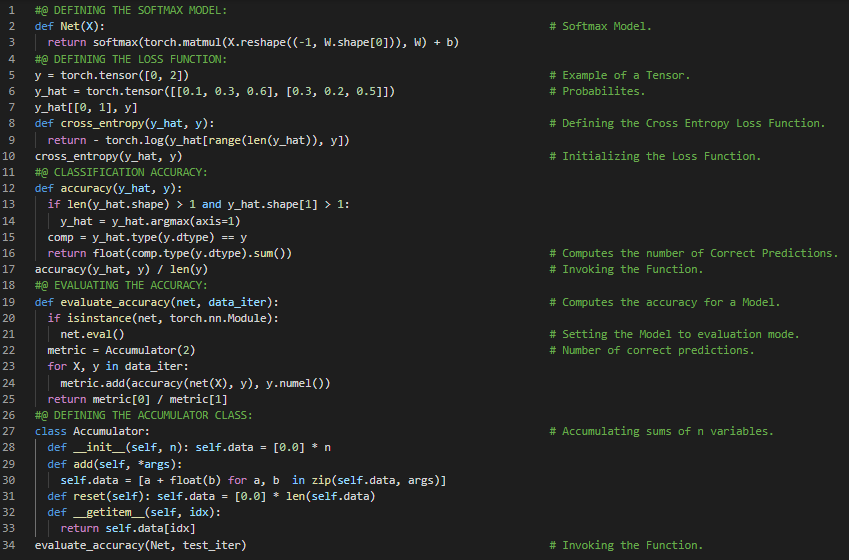 1 #@ DEFINING THE SOFTMAX MODEL:
2 def Net(X): # Softmax Model.
3 return softmax(torch.matmul(X.reshape((-1, W.shape[0])), W) + b)
4 #@ DEFINING THE LOSS FUNCTION:
5 y = torch.tensor([0, 2]) # Example of a Tensor.
6 y_hat = torch.tensor([[0.1, 0.3, 0.6], [0.3, 0.2, 0.5]]) # Probabilites.
7 y_hat[[0, 1], y]
8 def cross_entropy(y_hat, y): # Defining the Cross Entropy Loss Function.
9 return - torch.log(y_hat[range(len(y_hat)), y])
10 cross_entropy(y_hat, y) # Initializing the Loss Function.
11 #@ CLASSIFICATION ACCURACY:
12 def accuracy(y_hat, y):
13 if len(y_hat.shape) > 1 and y_hat.shape[1] > 1:
14 y_hat = y_hat.argmax(axis=1)
15 comp = y_hat.type(y.dtype) == y
16 return float(comp.type(y.dtype).sum()) # Computes the number of Correct Predictions.
17 accuracy(y_hat, y) / len(y) # Invoking the Function.
18 #@ EVALUATING THE ACCURACY:
19 def evaluate_accuracy(net, data_iter): # Computes the accuracy for a Model.
20 if isinstance(net, torch.nn.Module):
21 net.eval() # Setting the Model to evaluation mode.
22 metric = Accumulator(2) # Number of correct predictions.
23 for X, y in data_iter:
24 metric.add(accuracy(net(X), y), y.numel())
25 return metric[0] / metric[1]
26 #@ DEFINING THE ACCUMULATOR CLASS:
27 class Accumulator: # Accumulating sums of n variables.
28 def __init__(self, n): self.data = [0.0] * n
29 def add(self, *args):
30 self.data = [a + float(b) for a, b  in zip(self.data, args)]
31 def reset(self): self.data = [0.0] * len(self.data)
32 def __getitem__(self, idx):
33 return self.data[idx]
34 evaluate_accuracy(Net, test_iter) # Invoking the Function.